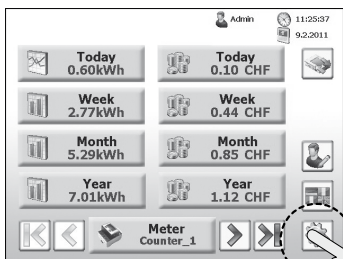 Admin
11:25:37
9.2.2011
Today
0.60kWh
Today
0.10 CHF
Week
2.77kWh
Week
0.44 CHF
Month
5.29kWh
Month
0.85 CHF
Year
7.01kWh
Year
1.12 CHF
Meter
Counter_1